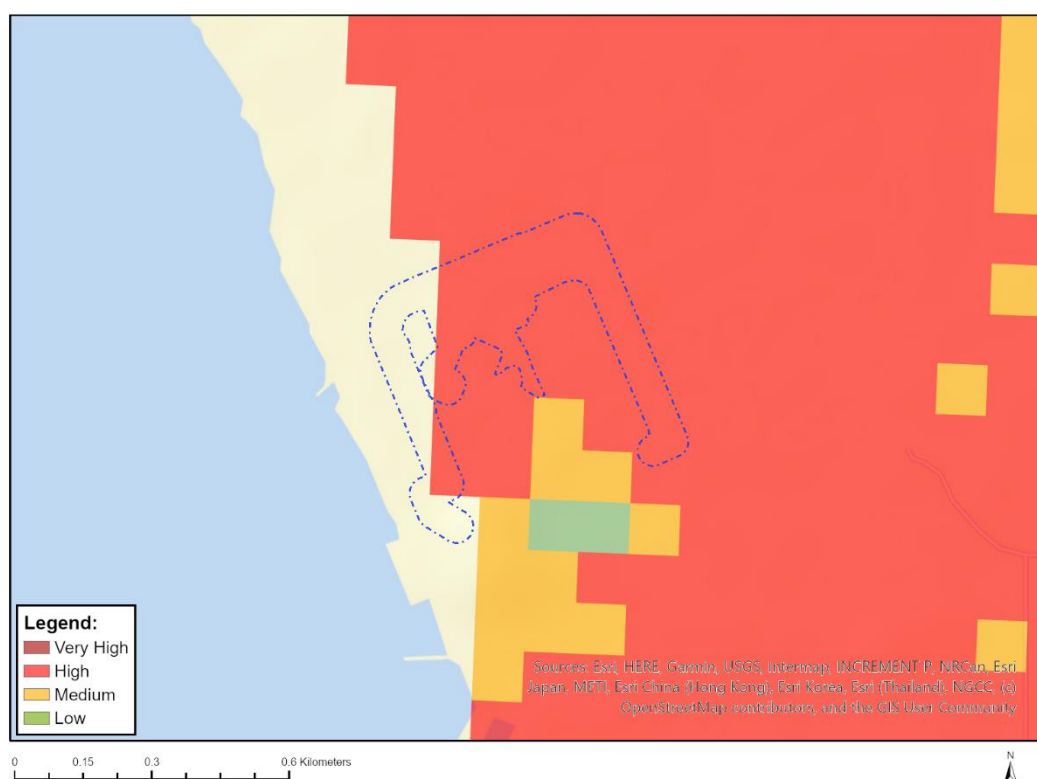 Legend:
Very High
High
Medium
Low
Sources: Esri, HERE, Garmin, USGS, Intermap, INCREMENT P, NRCan, Esri
Japan, METI, Esri China (Hong Kong), Esri Korea, Esri (Thailand), NGCC, (c)
OpenStreetMap contributors, and the GIS User Community
0 0.15 0.3 0.6 Kilometers
N